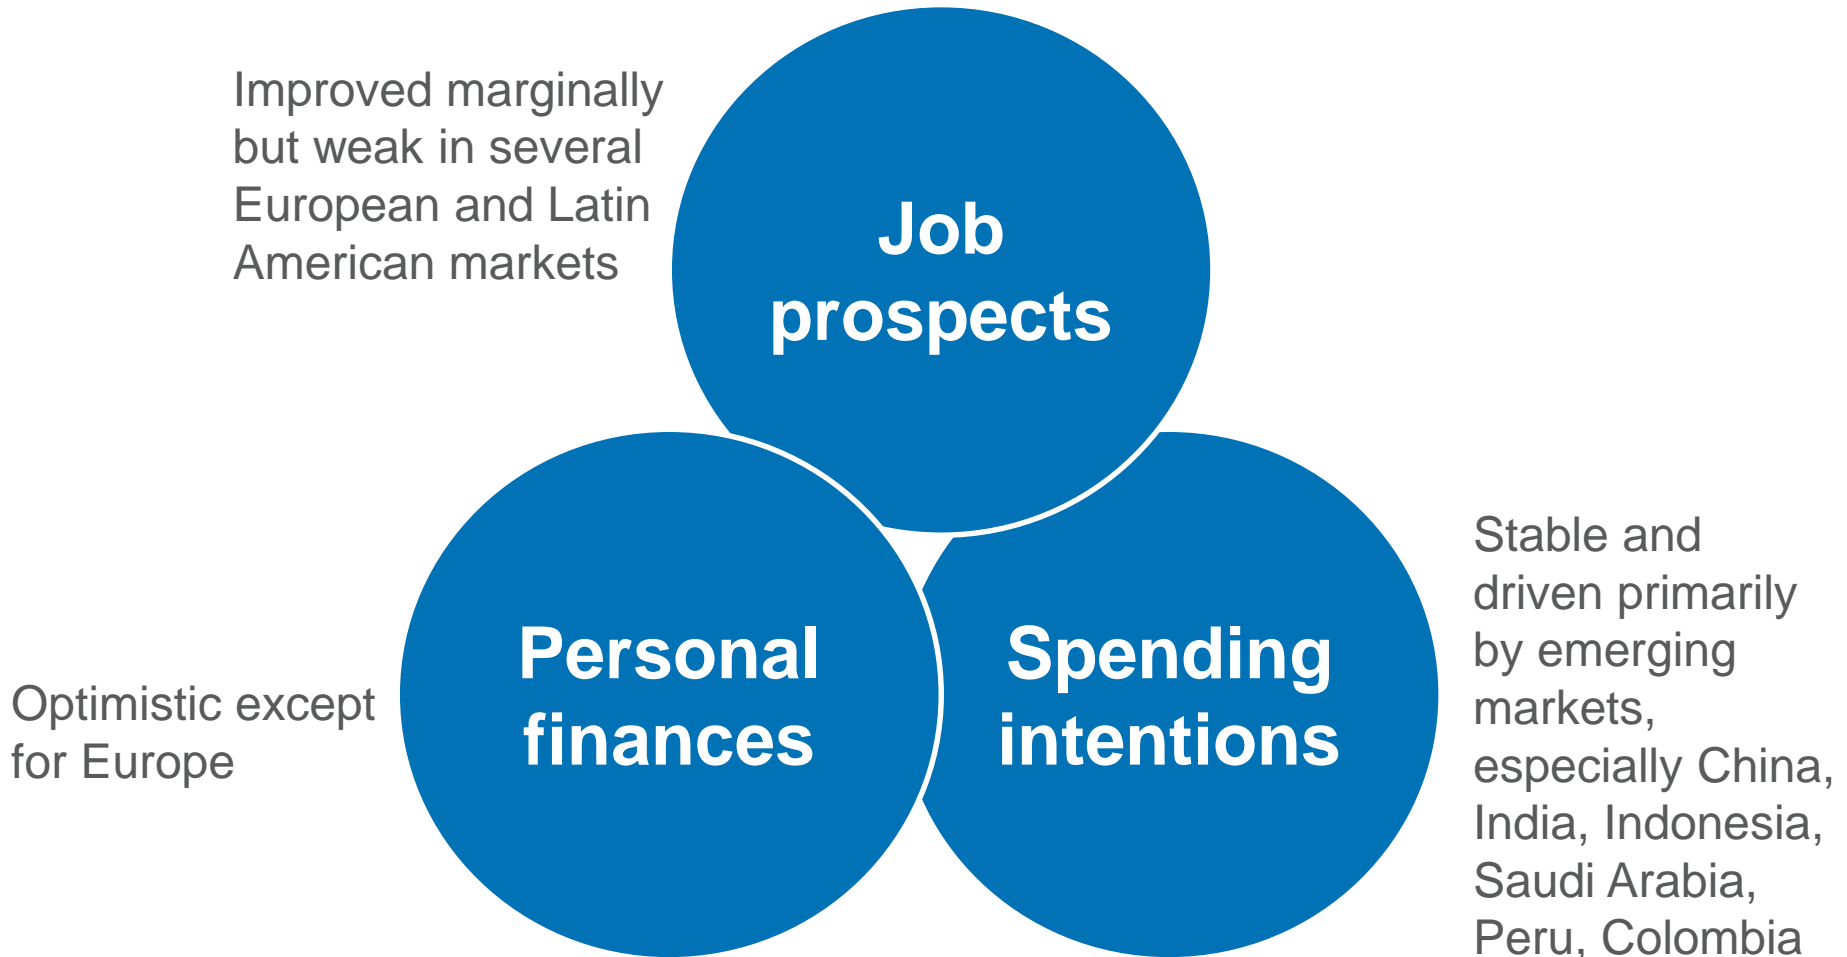 Improved marginally
but weak in several
European and Latin
American markets
Job
prospects
Personal
finances
Optimistic except
for Europe
Spending
intentions
Stable and
driven primarily
by emerging
markets,
especially China,
India, Indonesia,
Saudi Arabia,
Peru, Colombia